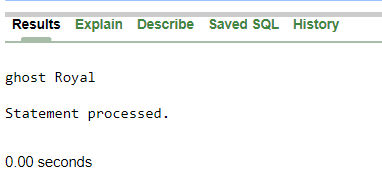 Results Explain Describe Saved SQL History
ghost Royal
Statement processed.
0.00 seconds